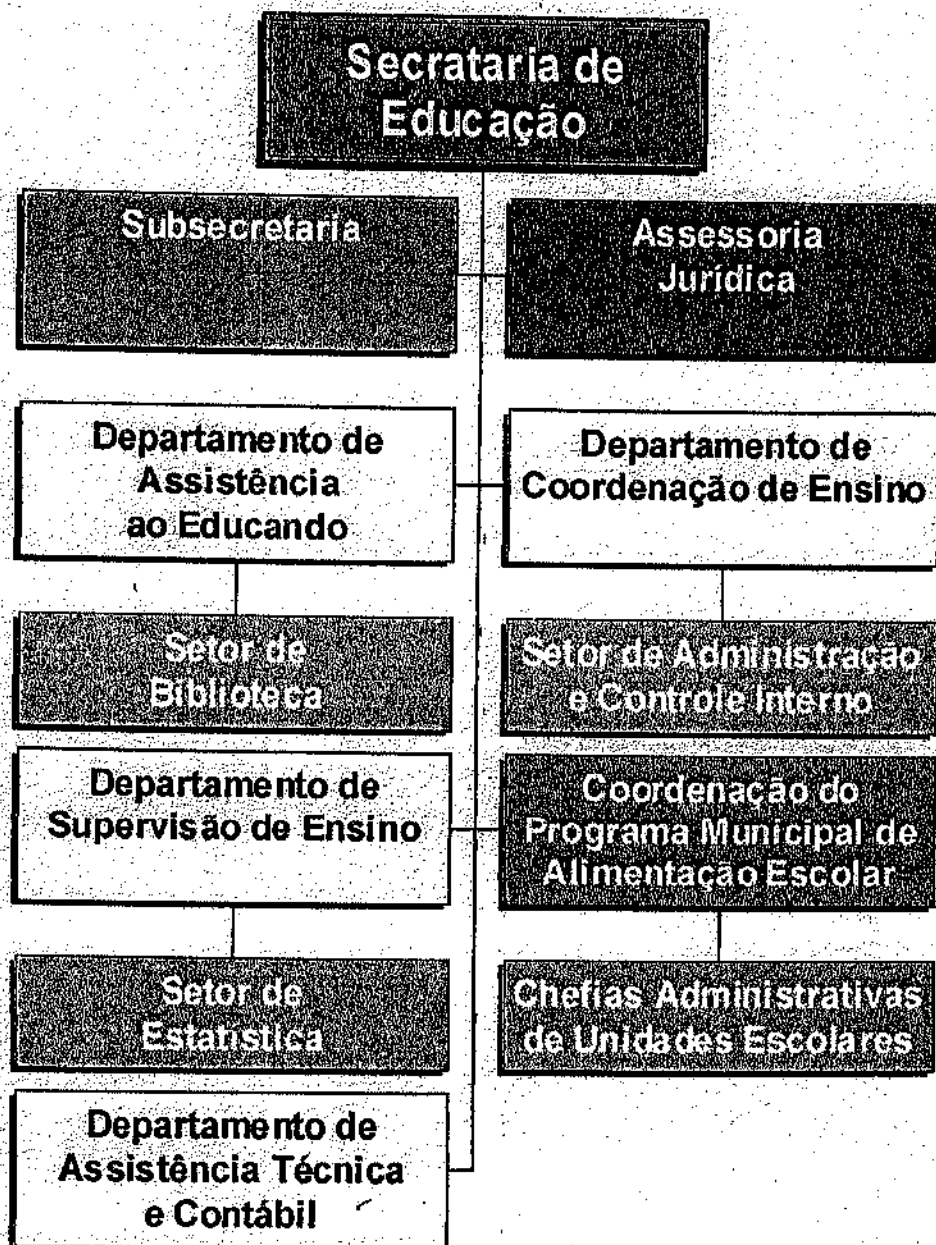 Secrataria de
Educação
Subsecretaria
Assessoria
Jurídica
Departamento de
Assistência
ao Educando
Departamento de
Coordenação de Ensino
Setor de
Biblioteca
Setor de Administração
e Controle Interno
Departamento de
Supervisão de Ensino
Coordenação do
Programa Municipal de
Alimentação Escolar
Setor de
Estatística
Chefias Administrativas
de Unidades Escolares
Departamento de
Assistência Técnica
e Contábil